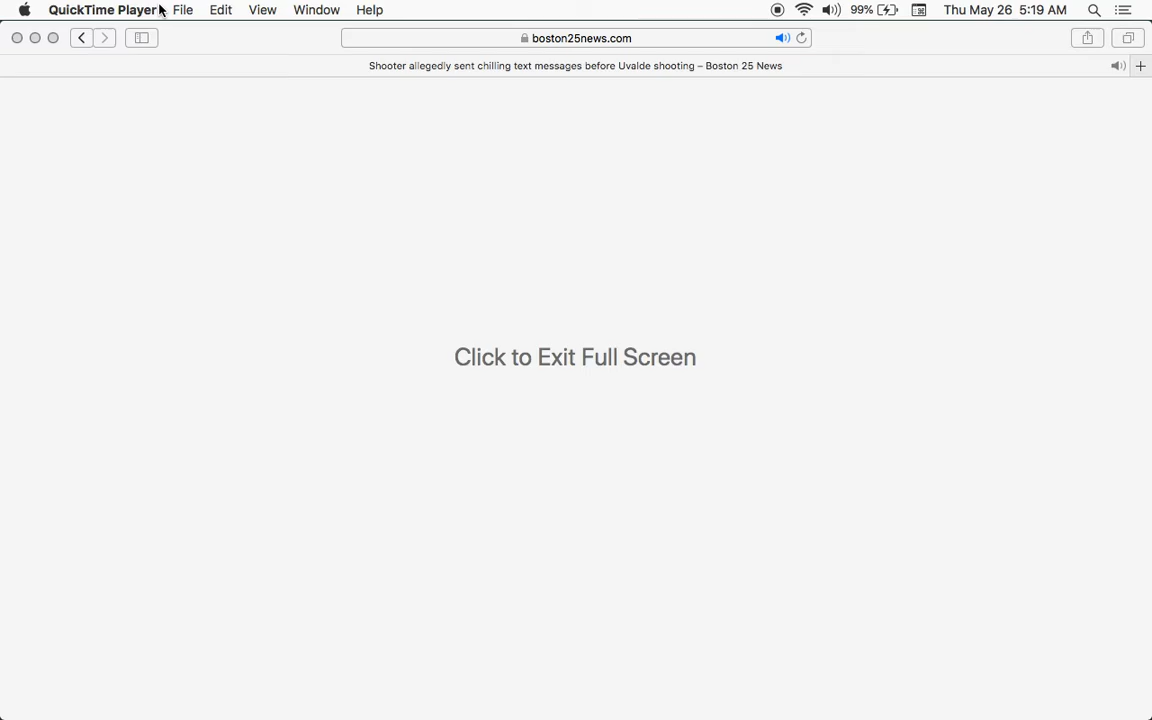 QuickTime Player File Edit View Window Help 99% Thu May 26 5:19 AM
boston25news.com
Shooter allegedly sent chilling text messages before Uvalde shooting – Boston 25 News
Click to Exit Full Screen